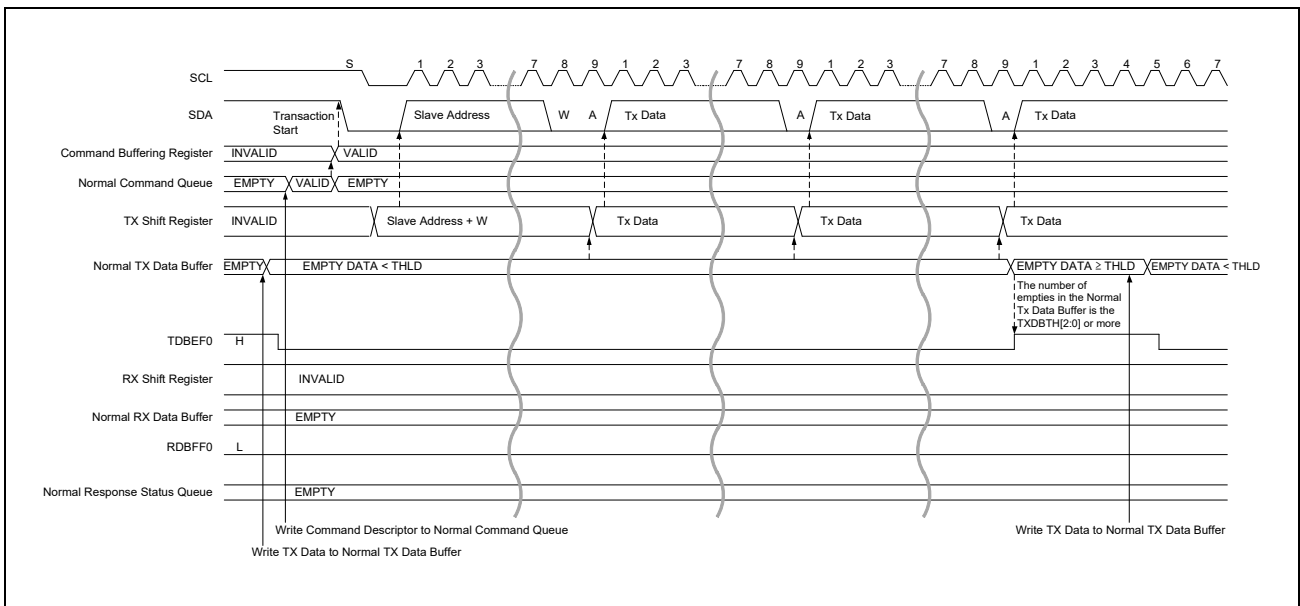 S 1 2 3 7 8 9 1 2 3 7 8 9 1 2 3 7 8 9 1 2 3 4 5 6 7
SCL
SDA Transaction Start Slave Address W A Tx Data A Tx Data A Tx Data
Command Buffering Register INVALID VALID
Normal Command Queue EMPTY VALID EMPTY
TX Shift Register INVALID Slave Address + W Tx Data Tx Data Tx Data
Normal TX Data Buffer EMPTY EMPTY DATA < THLD EMPTY DATA ≥ THLD EMPTY DATA < THLD
The number of
empties in the Normal
Tx Data Buffer is the
TXDBTH[2:0] or more
TDBEF0 H
RX Shift Register INVALID
Normal RX Data Buffer EMPTY
RDBFF0 L
Normal Response Status Queue EMPTY
Write Command Descriptor to Normal Command Queue Write TX Data to Normal TX Data Buffer
Write TX Data to Normal TX Data Buffer